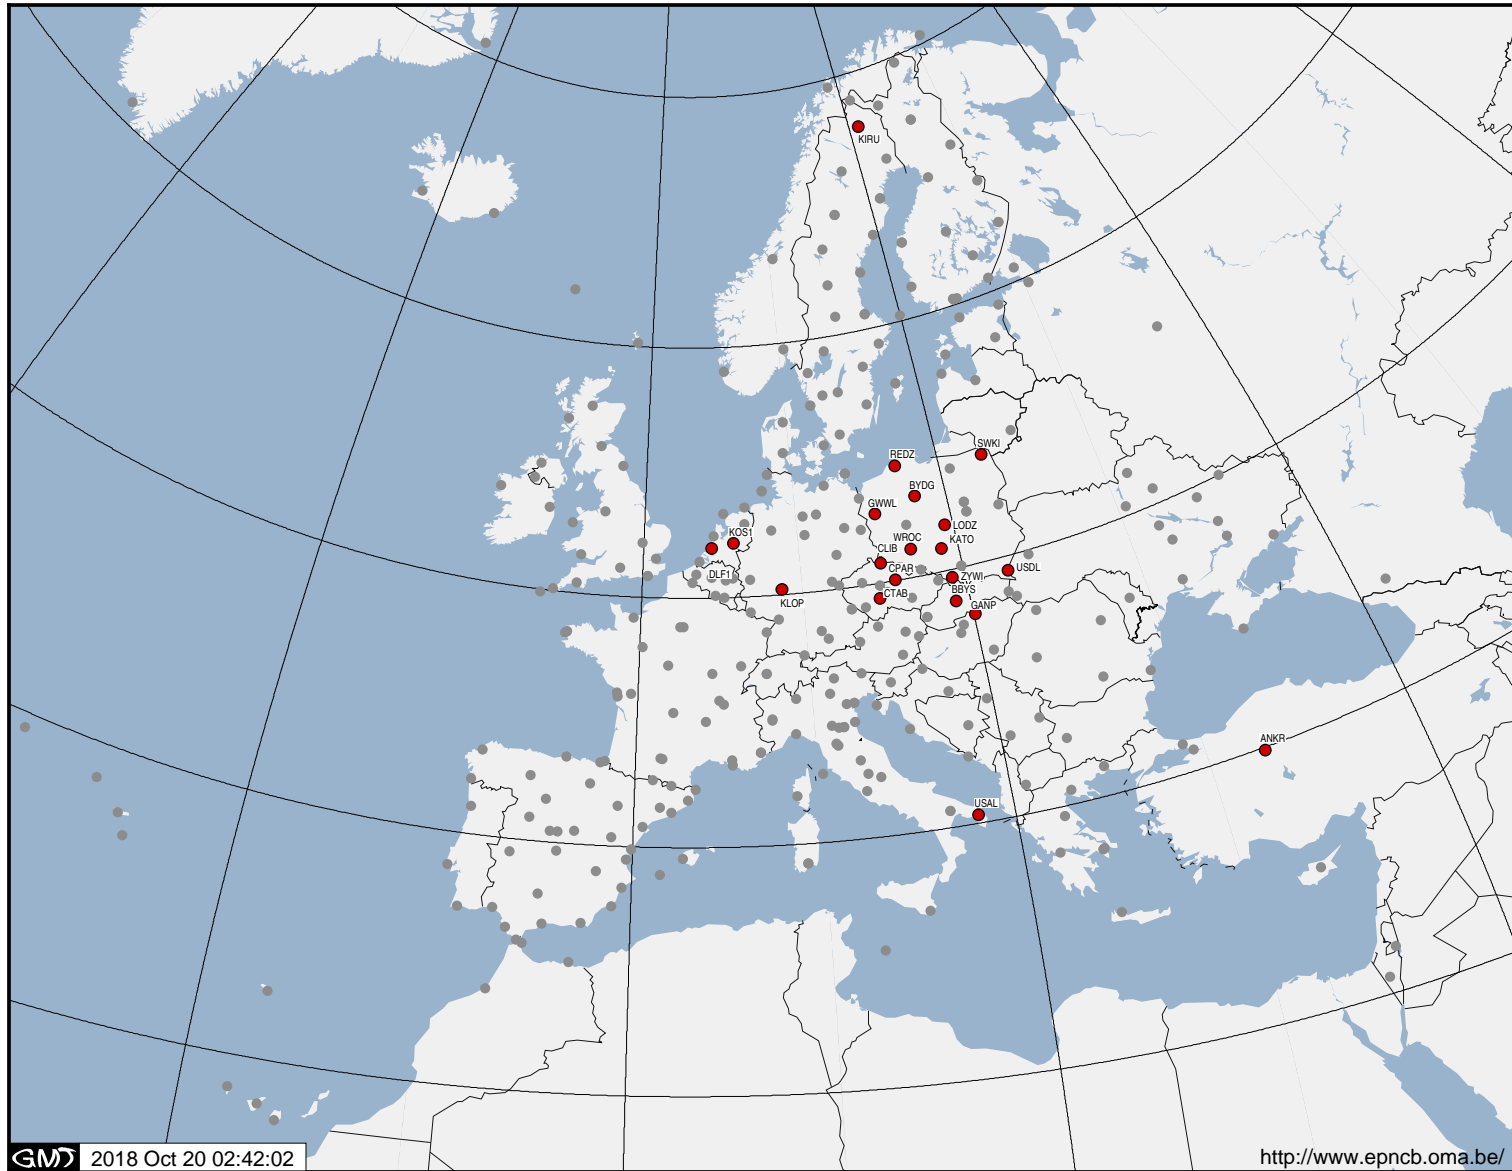 KIRU
SWKI
REDZ
BYDG
GWWL
LODZ
KOS1
WROC
KATO
CLIB
DLF1
CPAR
ZYWI
USDL
KLOP
CTAB
BBYS
GANP
ANKR
USAL
GMT
2018 Oct 20 02:42:02
http://www.epncb.oma.be/